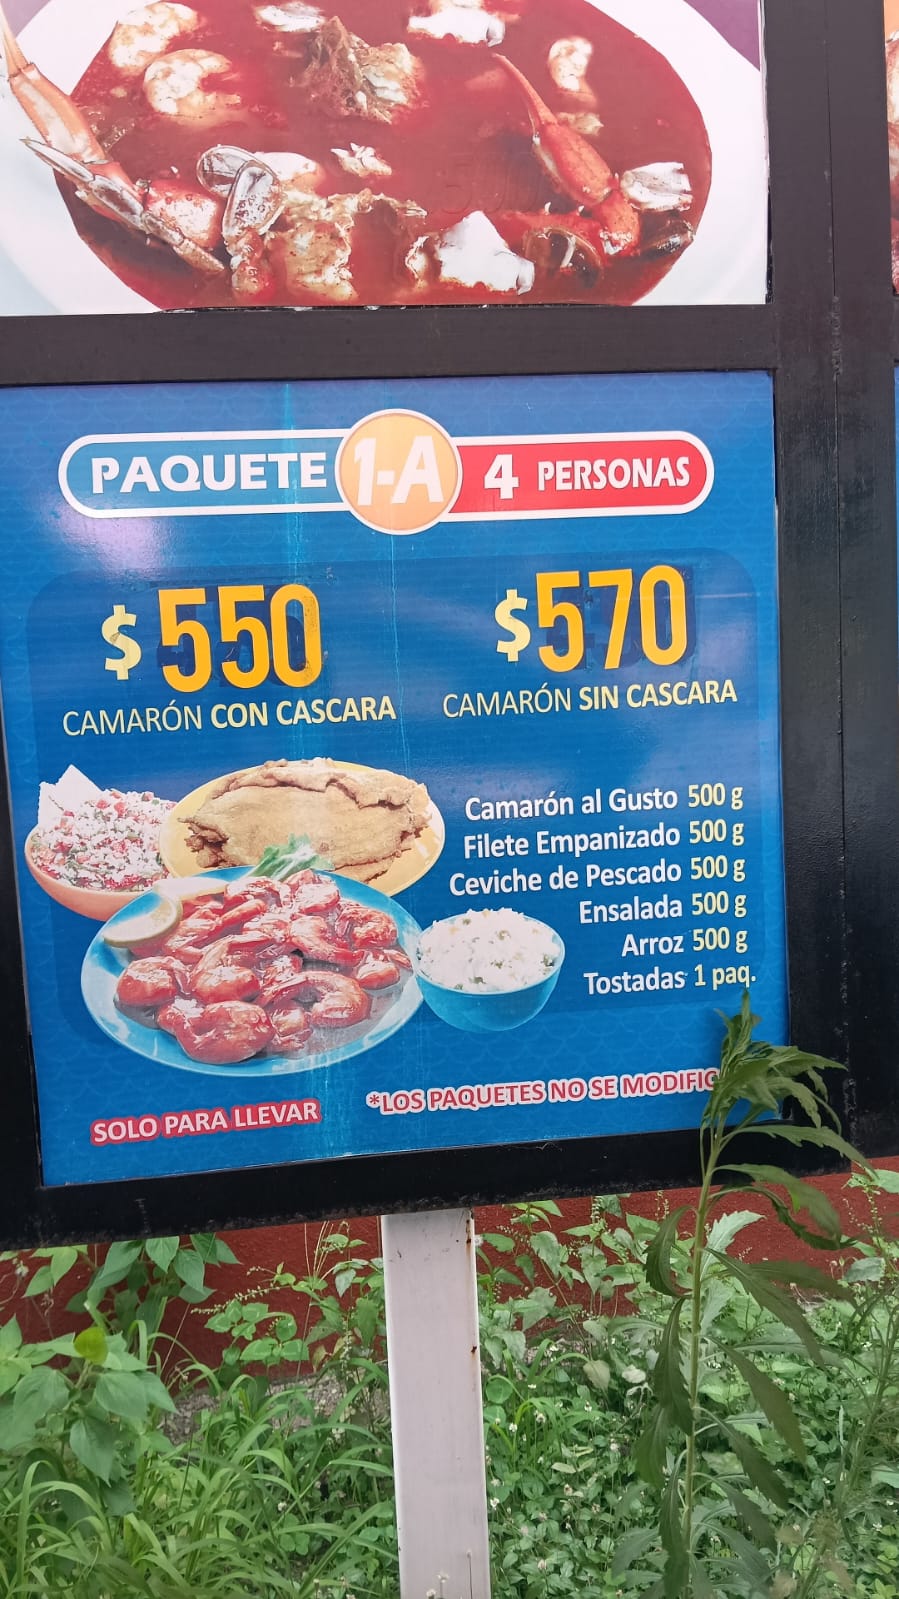 PAQUETE 1-A 4 PERSONAS
$550 $570
CAMARÓN CON CASCARA CAMARÓN SIN CASCARA
Camarón al Gusto 500 g
Filete Empanizado 500 g
Ceviche de Pescado 500 g
Ensalada 500 g
Arroz 500 g
Tostadas 1 paq.
SOLO PARA LLEVAR *LOS PAQUETES NO SE